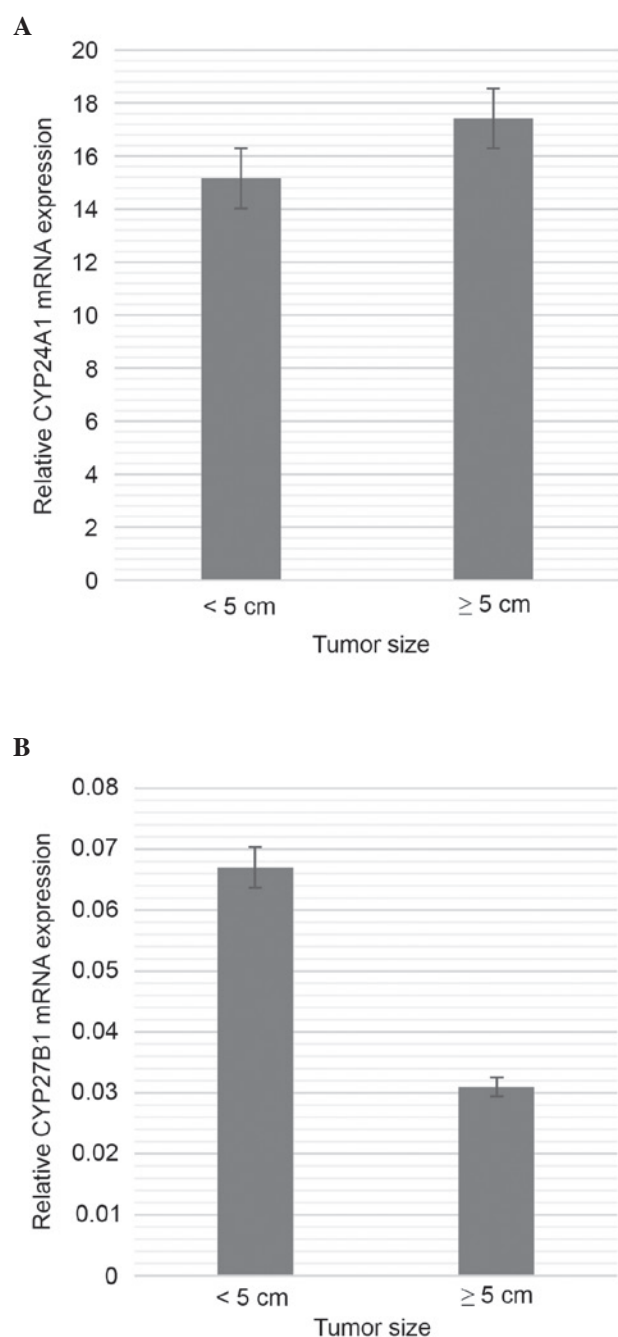 A
Relative CYP24A1 mRNA expression
20
18
16
14
12
10
8
6
4
2
0
< 5 cm
≥ 5 cm
Tumor size
B
Relative CYP27B1 mRNA expression
0.08
0.07
0.06
0.05
0.04
0.03
0.02
0.01
0
< 5 cm
≥ 5 cm
Tumor size